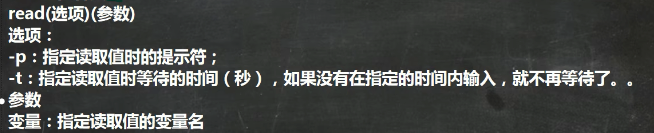 read(选项)(参数)
选项：
-p：指定读取值时的提示符；
-t：指定读取值时等待的时间（秒），如果没有在指定的时间内输入，就不再等待了。。
参数
变量：指定读取值的变量名